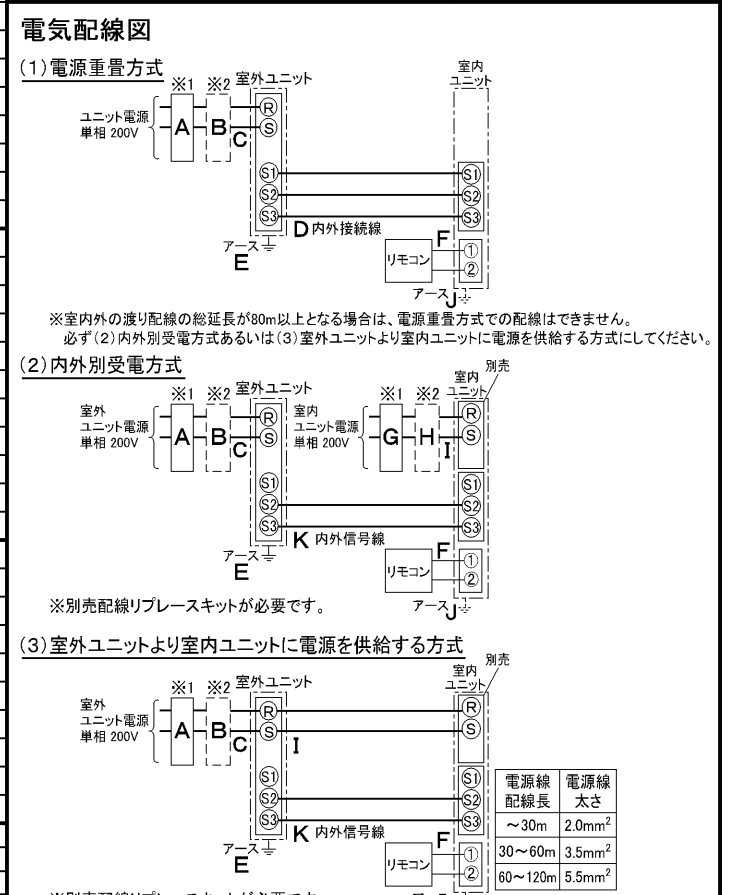 電気配線図
(1)電源重畳方式
※1 ※2 室外ユニット
室内
ユニット
ユニット電源
単相 200V
A B C
R
S
S1 S1
S2 S2
S3 S3
D 内外接続線
アース
E
リモコン
F
①
②
アース J
※室内外の渡り配線の総延長が80m以上となる場合は、電源重畳方式での配線はできません。
必ず(2)内外別受電方式あるいは(3)室外ユニットより室内ユニットに電源を供給する方式にしてください。
(2)内外別受電方式
別売
※1 ※2 室外ユニット
※1 ※2
室内
ユニット
室外
ユニット電源
単相 200V
A B C
R
S
室内
ユニット電源
単相 200V
G H I
R
S
S1 S1
S2 S2
S3 S3
K 内外信号線
アース
E
リモコン
F
①
②
アース J
※別売配線リプレースキットが必要です。
(3)室外ユニットより室内ユニットに電源を供給する方式
別売
※1 ※2 室外ユニット
室内
ユニット
室外
ユニット電源
単相 200V
A B C
R R
S S
I
S1 S1
S2 S2
S3 S3
K 内外信号線
アース
E
リモコン
F
①
②
電源線配線長 電源線太さ
～30m 2.0mm²
30～60m 3.5mm²
60～120m 5.5mm²